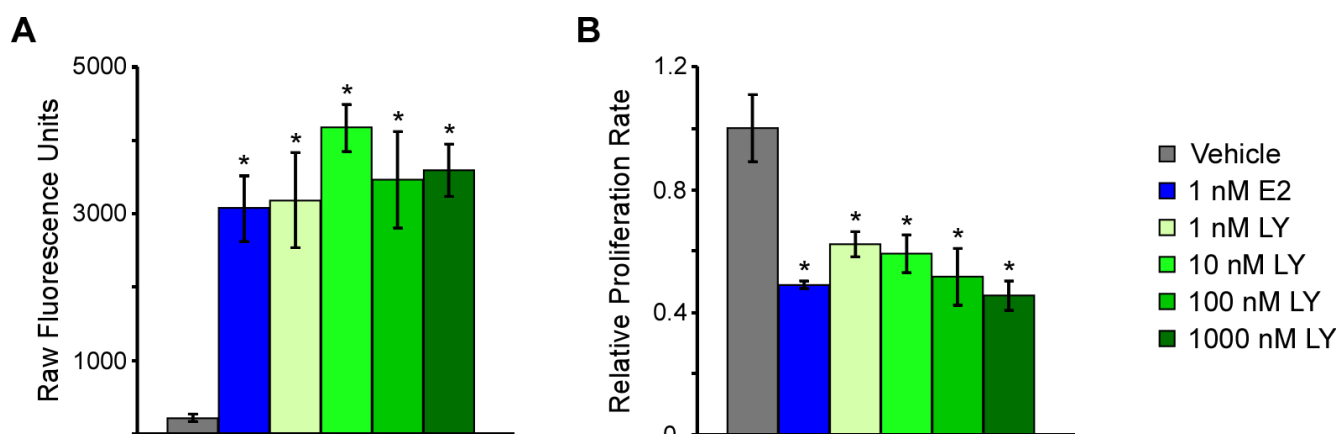 A
Raw Fluorescence Units
5000
3000
1000
*
*
*
*
*
B
Relative Proliferation Rate
1.2
0.8
0.4
0
*
*
*
*
*
Vehicle
1 nM E2
1 nM LY
10 nM LY
100 nM LY
1000 nM LY